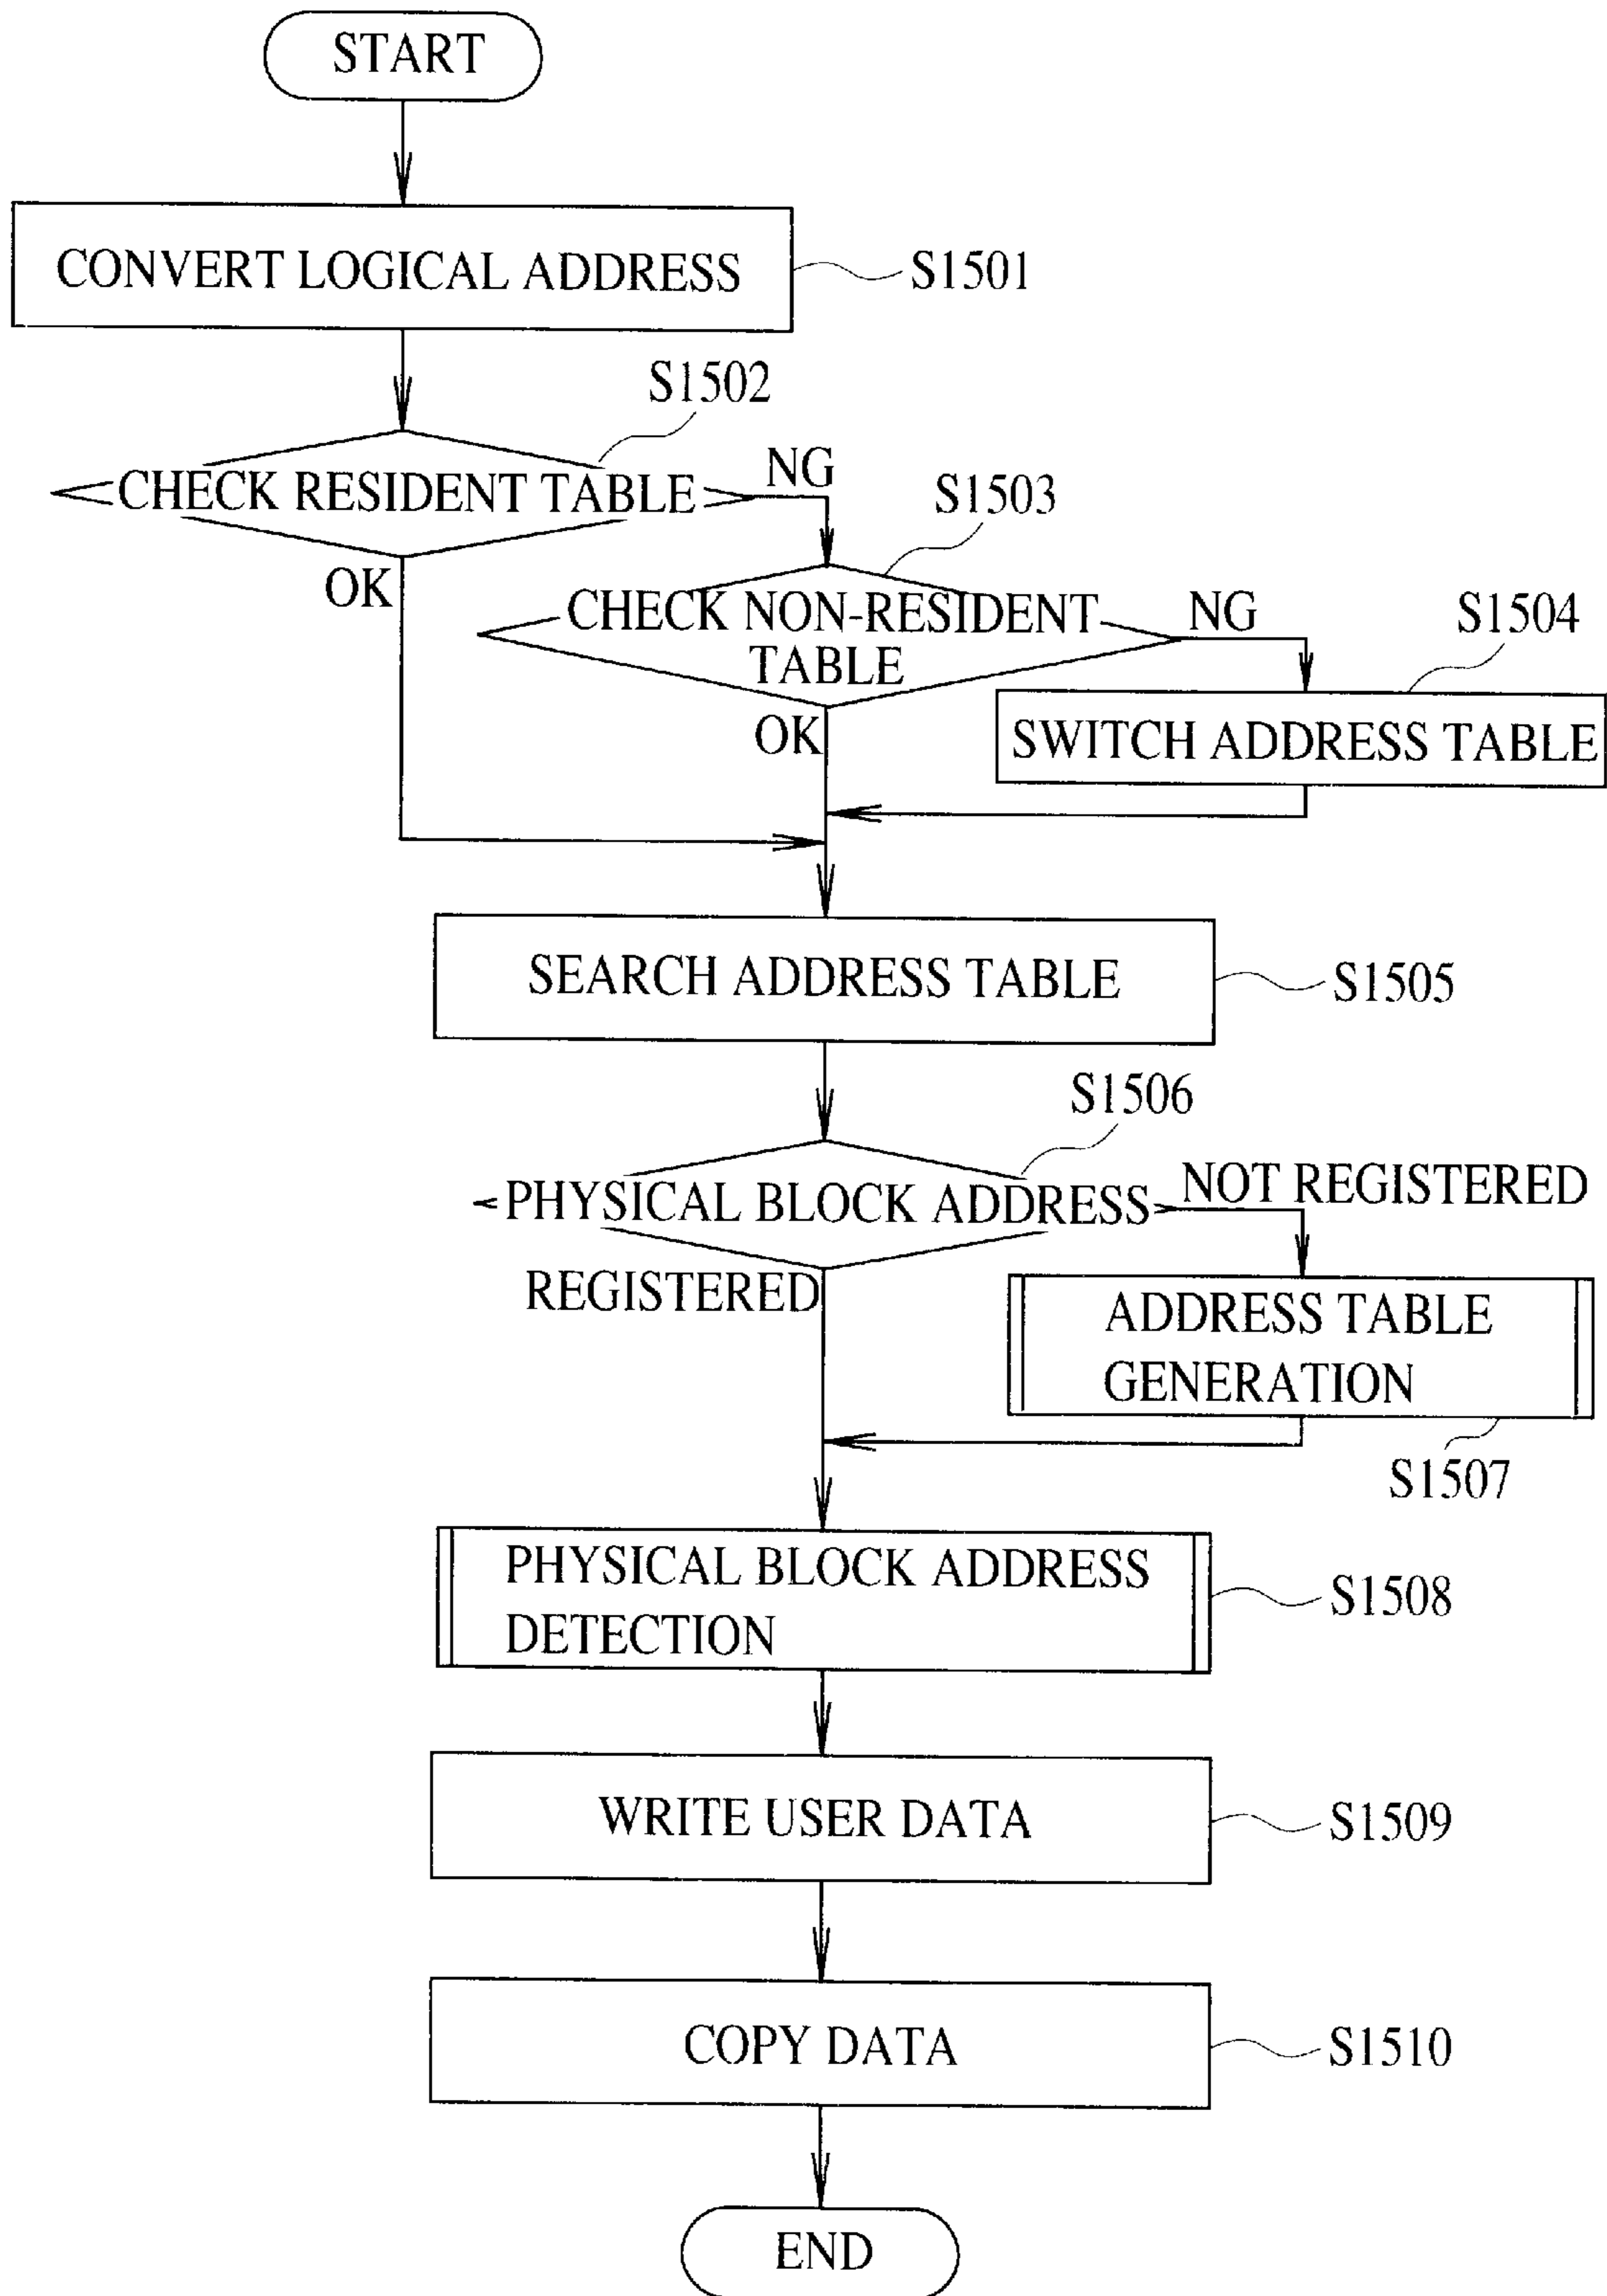 START
CONVERT LOGICAL ADDRESS
S1501
S1502
CHECK RESIDENT TABLE
NG
OK
S1503
CHECK NON-RESIDENT
TABLE
NG
OK
S1504
SWITCH ADDRESS TABLE
SEARCH ADDRESS TABLE
S1505
S1506
PHYSICAL BLOCK ADDRESS
NOT REGISTERED
REGISTERED
ADDRESS TABLE
GENERATION
S1507
PHYSICAL BLOCK ADDRESS
DETECTION
S1508
WRITE USER DATA
S1509
COPY DATA
S1510
END